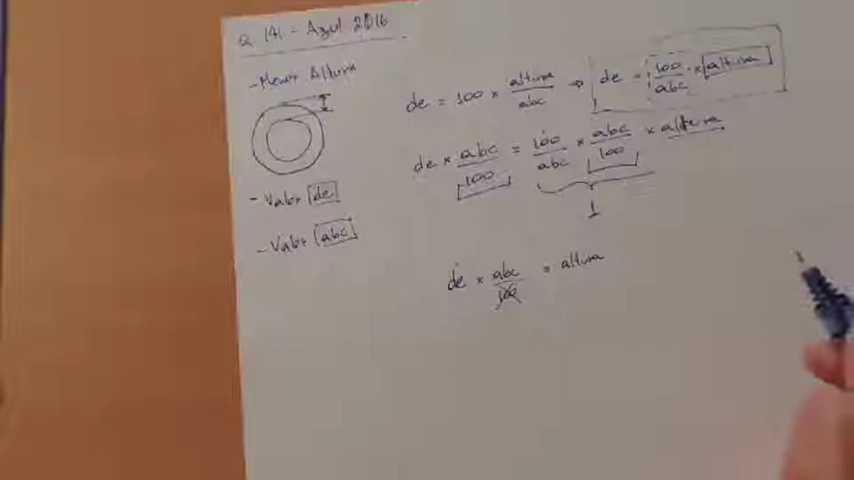 Q 141 - Azul 2016
- Menor Altura
de = 100 × altura/abc ⇒ de = 100/abc × altura
de × abc/100 = 100/abc × abc/100 × altura
1
- Valor de
- Valor abc
de × abc/100 = altura